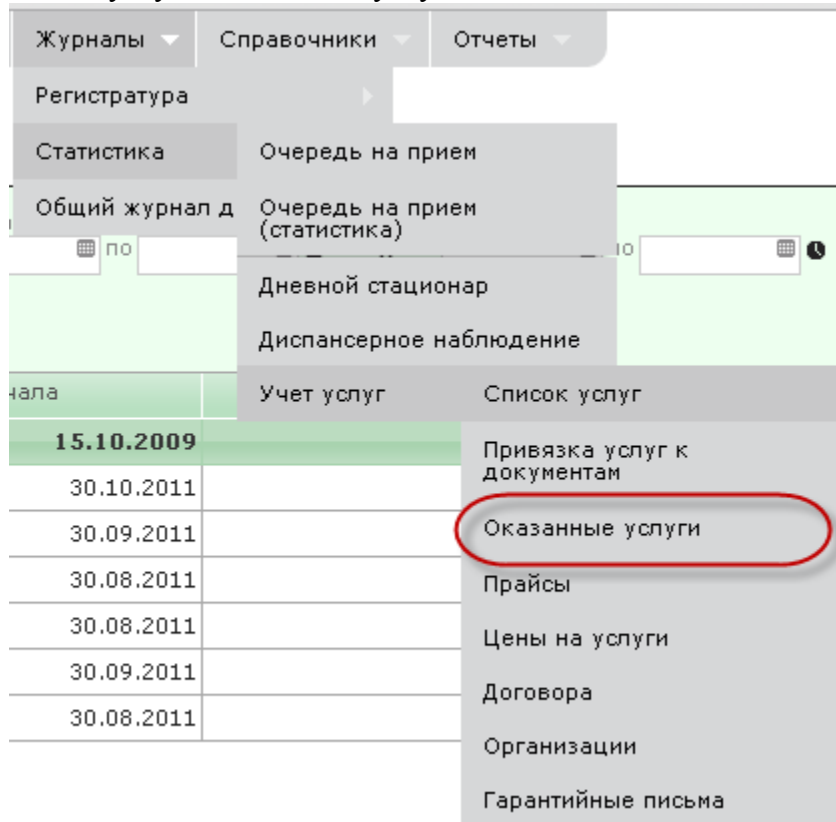 Журналы
Справочники
Отчеты
Регистратура
Статистика
Очередь на прием
Общий журнал д
Очередь на прием
(статистика)
по
по
Дневной стационар
Диспансерное наблюдение
чала
Учет услуг
Список услуг
15.10.2009
Привязка услуг к
документам
30.10.2011
30.09.2011
Оказанные услуги
30.08.2011
Прайсы
30.08.2011
Цены на услуги
30.09.2011
Договора
30.08.2011
Организации
Гарантийные письма